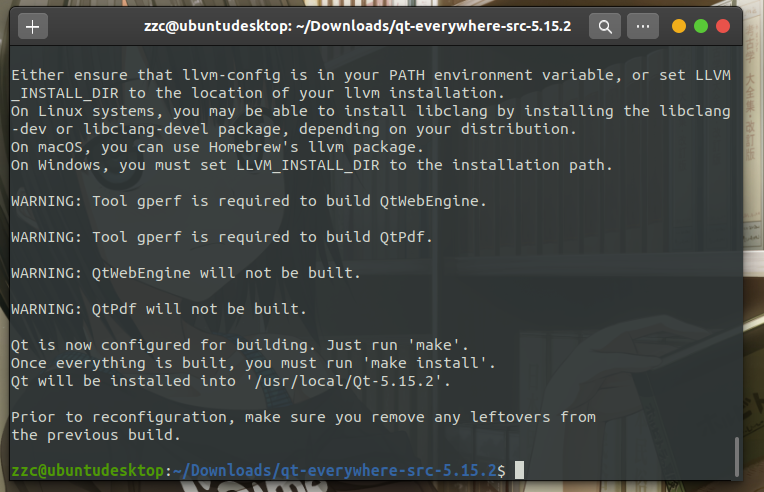 zzc@ubuntudesktop: ~/Downloads/qt-everywhere-src-5.15.2
Either ensure that llvm-config is in your PATH environment variable, or set LLVM
_INSTALL_DIR to the location of your llvm installation.
On Linux systems, you may be able to install libclang by installing the libclang
-dev or libclang-devel package, depending on your distribution.
On macOS, you can use Homebrew's llvm package.
On Windows, you must set LLVM_INSTALL_DIR to the installation path.
WARNING: Tool gperf is required to build QtWebEngine.
WARNING: Tool gperf is required to build QtPdf.
WARNING: QtWebEngine will not be built.
WARNING: QtPdf will not be built.
Qt is now configured for building. Just run 'make'.
Once everything is built, you must run 'make install'.
Qt will be installed into '/usr/local/Qt-5.15.2'.
Prior to reconfiguration, make sure you remove any leftovers from
the previous build.
zzc@ubuntudesktop:~/Downloads/qt-everywhere-src-5.15.2$